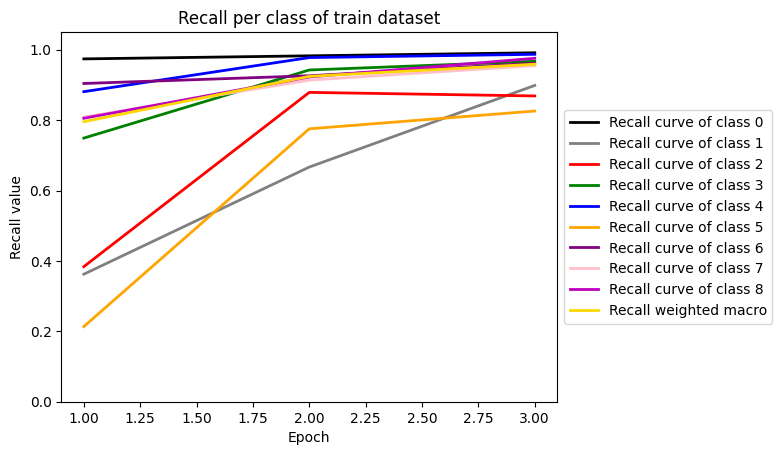 Recall per class of train dataset
Recall value
1.0
0.8
0.6
0.4
0.2
0.0
1.00 1.25 1.50 1.75 2.00 2.25 2.50 2.75 3.00
Epoch
Recall curve of class 0
Recall curve of class 1
Recall curve of class 2
Recall curve of class 3
Recall curve of class 4
Recall curve of class 5
Recall curve of class 6
Recall curve of class 7
Recall curve of class 8
Recall weighted macro